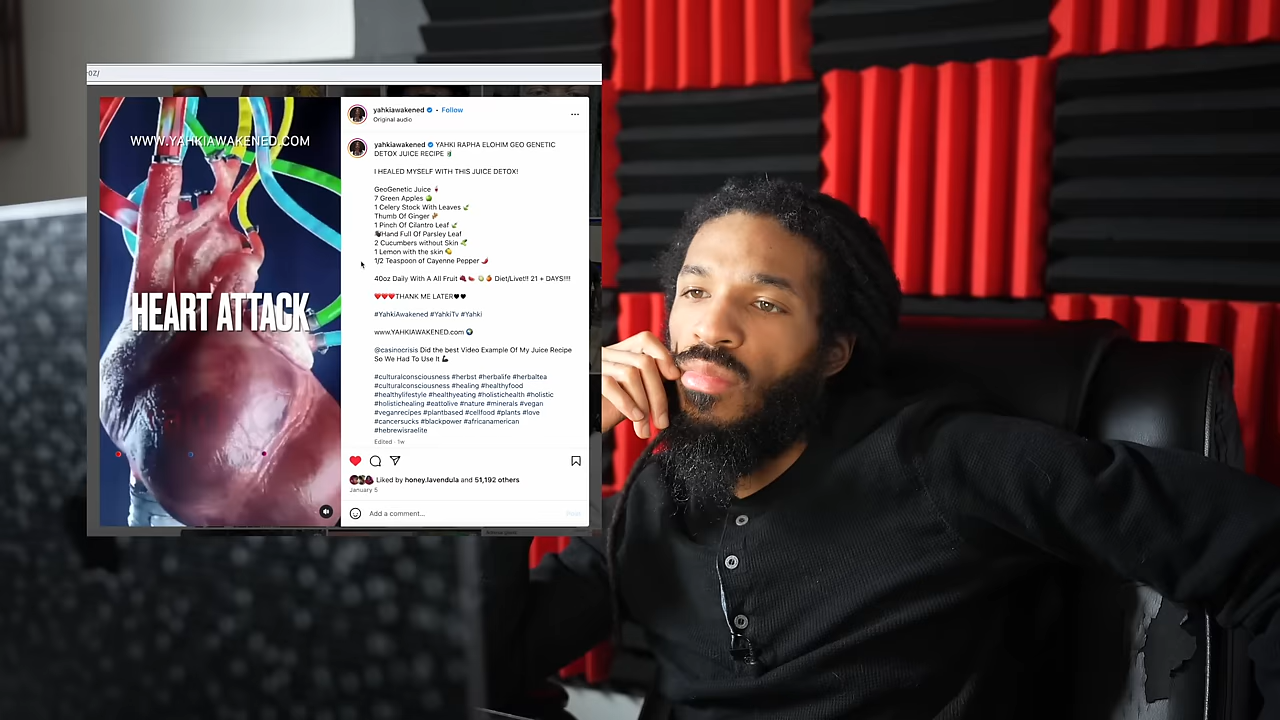 oz/
WWW.YAHKIAWAKENED.COM
HEART ATTACK
yahkiawakened • Follow
Original audio
yahkiawakened YAHKI RAPHA ELOHIM GEO GENETIC
DETOX JUICE RECIPE
I HEALED MYSELF WITH THIS JUICE DETOX!
GeoGenetic Juice 🍹
7 Green Apples 🍏
1 Celery Stock With Leaves 🌿
Thumb Of Ginger 🫚
1 Pinch Of Cilantro Leaf 🌿
Hand Full Of Parsley Leaf
2 Cucumbers without Skin 🥒
1 Lemon with the skin 🍋
1/2 Teaspoon of Cayenne Pepper 🌶️
40oz Daily With A All Fruit 🍇🍉🍈🍐 Diet/Live!! 21 + DAYS!!!!
❤️❤️❤️THANK ME LATER🖤🖤
#YahkiAwakened #YahkiTv #Yahki
www.YAHKIAWAKENED.com 🌍
@casinocrisis Did the best Video Example Of My Juice Recipe
So We Had To Use It 💪🏿
#culturalconsciousness #herbst #herbalife #herbaltea
#culturalconsciousness #healing #healthyfood
#healthylifestyle #healthyeating #holistichealth #holistic
#holistichealing #eattolive #nature #minerals #vegan
#veganrecipes #plantbased #cellfood #plants #love
#cancersucks #blackpower #africanamerican
#hebrewisraelite
Edited · 1w
Liked by honey.lavendula and 51,192 others
January 5
Add a comment...
Post